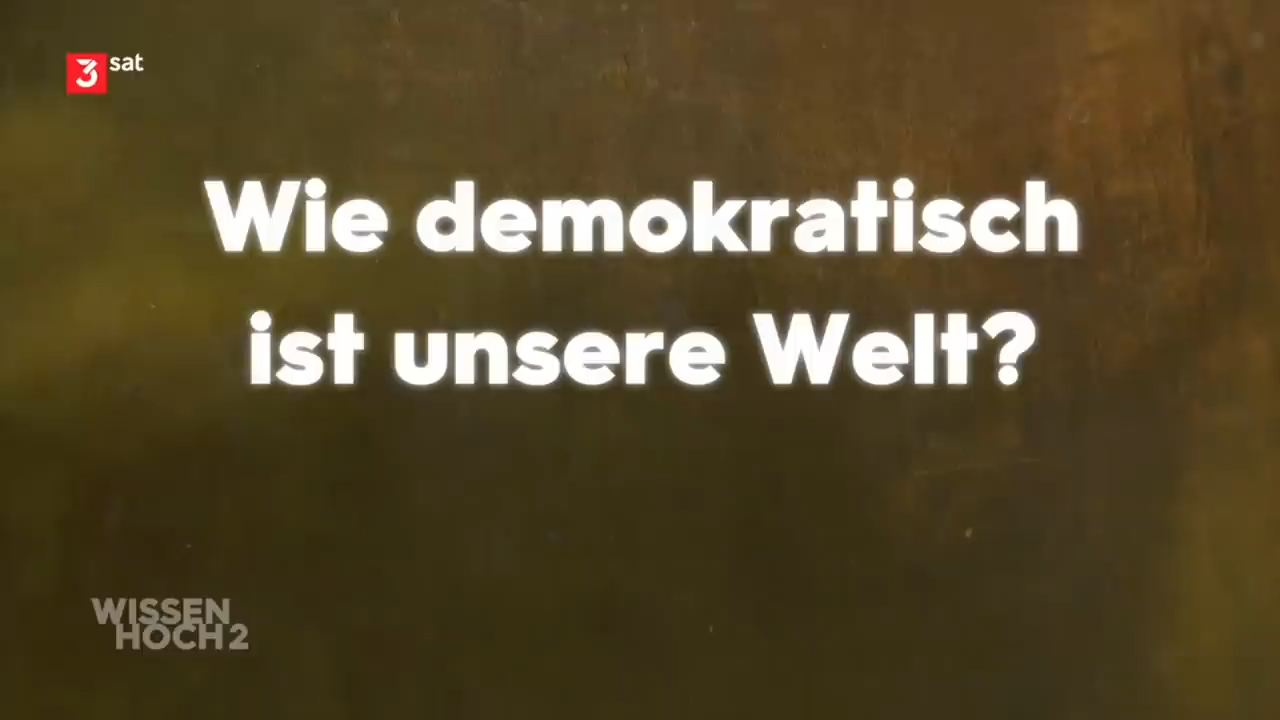 3sat
Wie demokratisch
ist unsere Welt?
WISSEN
HOCH2